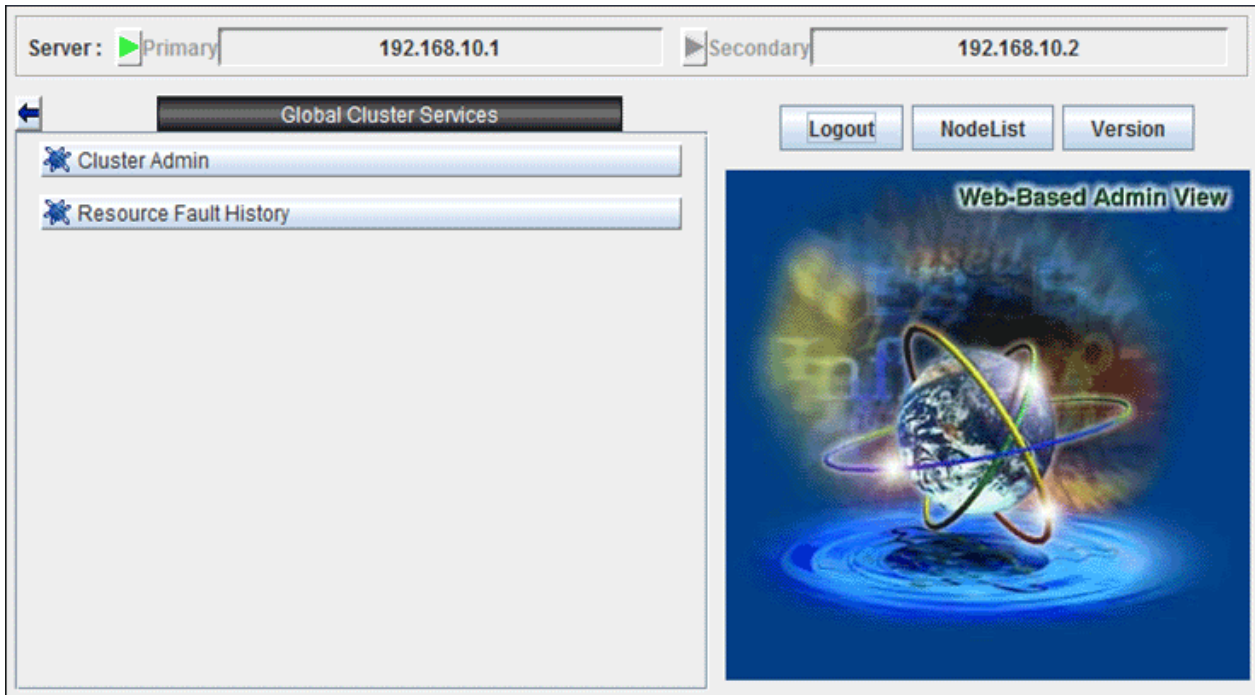 Server : Primary 192.168.10.1 Secondary 192.168.10.2
Global Cluster Services
Logout NodeList Version
Cluster Admin
Resource Fault History
Web-Based Admin View